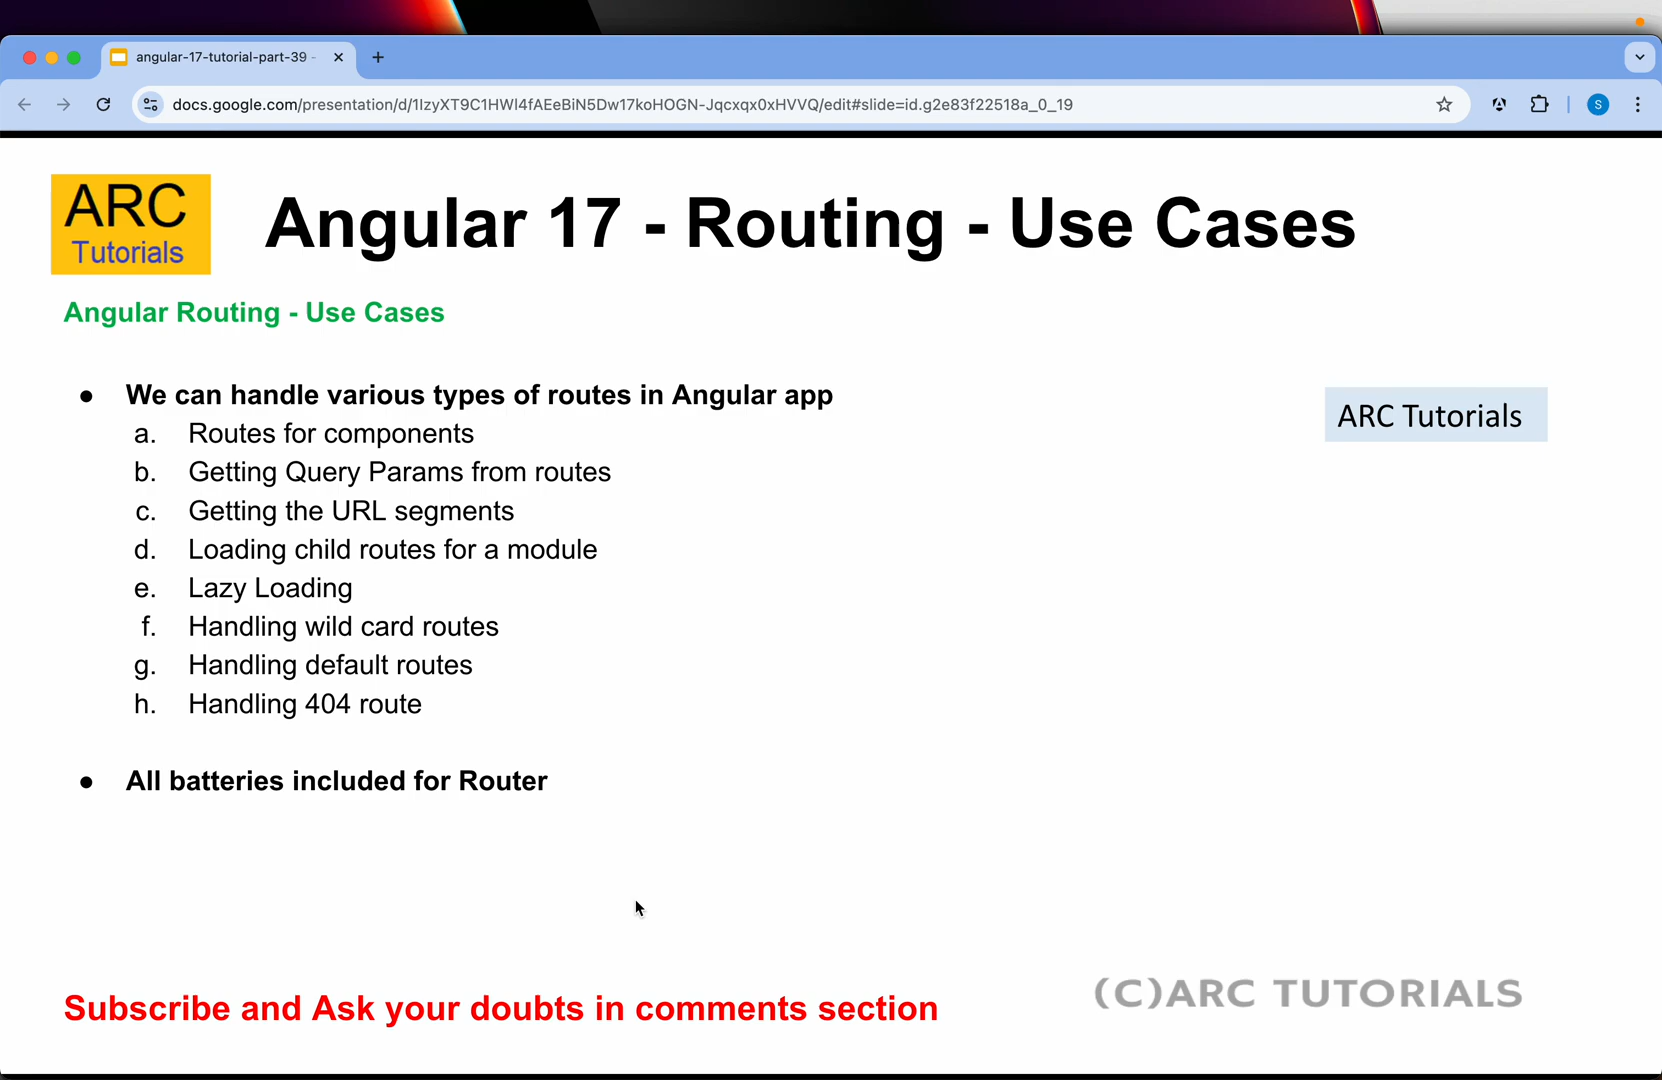 angular-17-tutorial-part-39 -
docs.google.com/presentation/d/1IzyXT9C1HWl4fAEeBiN5Dw17koHOGN-Jqcxqx0xHVVQ/edit#slide=id.g2e83f22518a_0_19
S
ARC
Tutorials
Angular 17 - Routing - Use Cases
Angular Routing - Use Cases
● We can handle various types of routes in Angular app
ARC Tutorials
a. Routes for components
b. Getting Query Params from routes
c. Getting the URL segments
d. Loading child routes for a module
e. Lazy Loading
f. Handling wild card routes
g. Handling default routes
h. Handling 404 route
● All batteries included for Router
(C)ARC TUTORIALS
Subscribe and Ask your doubts in comments section